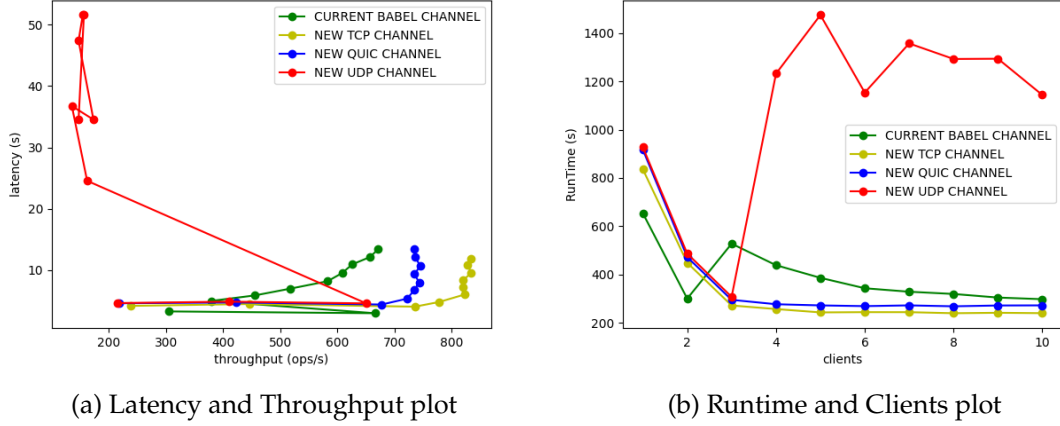 50
40
30
20
10
latency (s)
CURRENT BABEL CHANNEL
NEW TCP CHANNEL
NEW QUIC CHANNEL
NEW UDP CHANNEL
200 300 400 500 600 700 800
throughput (ops/s)
(a) Latency and Throughput plot
1400
1200
1000
800
600
400
200
RunTime (s)
CURRENT BABEL CHANNEL
NEW TCP CHANNEL
NEW QUIC CHANNEL
NEW UDP CHANNEL
2 4 6 8 10
clients
(b) Runtime and Clients plot